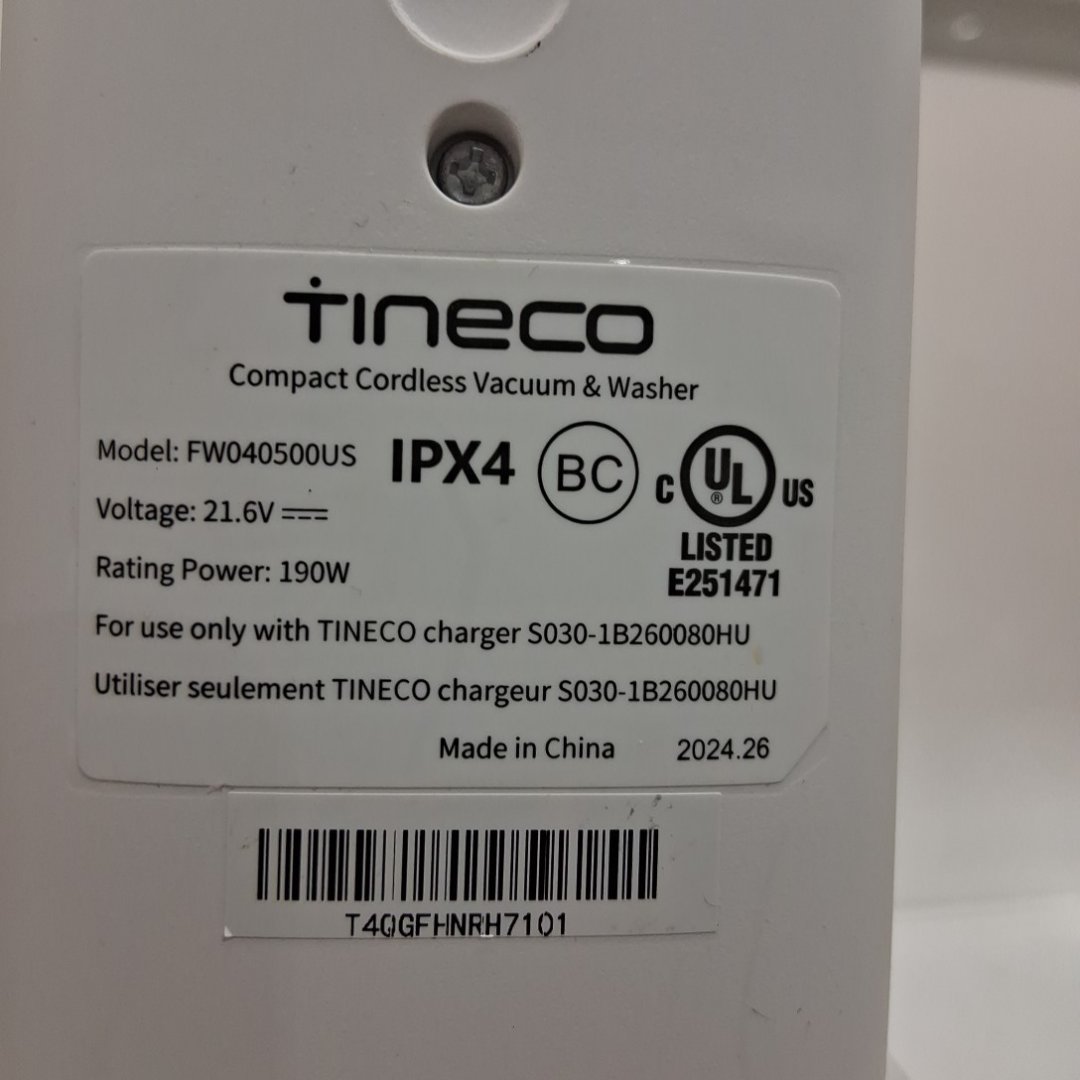 TINECO
Compact Cordless Vacuum & Washer
Model: FW040500US
IPX4
BC
C UL® US
LISTED
E251471
Voltage: 21.6V
Rating Power: 190W
For use only with TINECO charger S030-1B260080HU
Utiliser seulement TINECO chargeur S030-1B260080HU
Made in China 2024.26
T4QGFHNRH7101